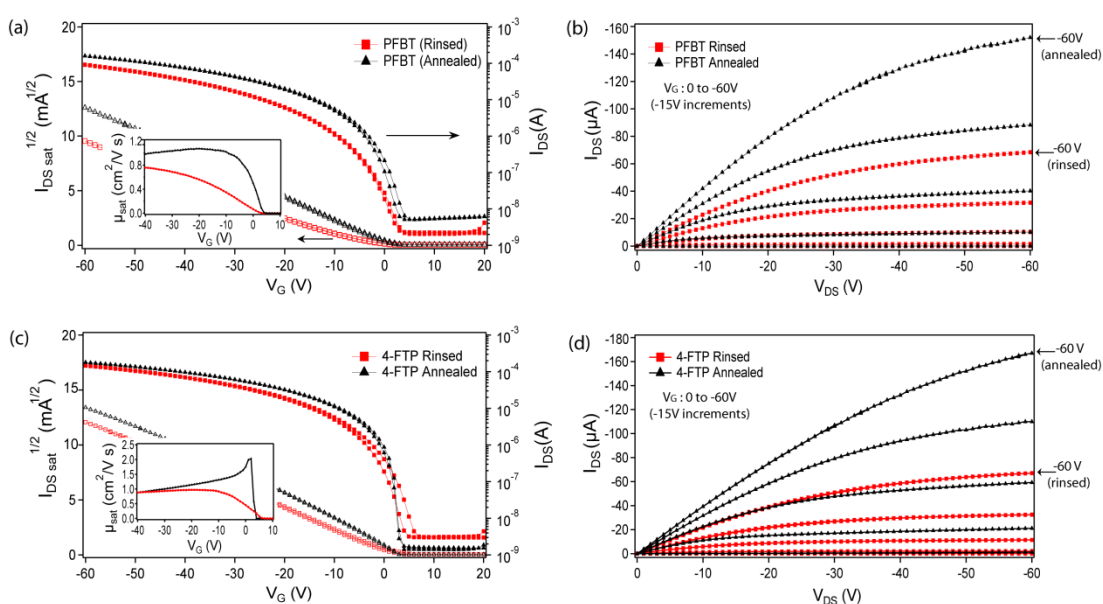 (a)
20
15
10
5
0
I_DS sat^1/2 (mA^1/2)
-60 -50 -40 -30 -20 -10 0 10 20
V_G (V)
10^-3
10^-4
10^-5
10^-6
10^-7
10^-8
10^-9
I_DS(A)
PFBT (Rinsed)
PFBT (Annealed)
1.2
0.8
0.4
0.0
μ_sat (cm^2/V s)
-40 -30 -20 -10 0 10
V_G (V)
(b)
-160
-140
-120
-100
-80
-60
-40
-20
0
I_DS(μA)
0 -10 -20 -30 -40 -50 -60
V_DS (V)
PFBT Rinsed
PFBT Annealed
V_G : 0 to -60V
(-15V increments)
-60V
(annealed)
-60 V
(rinsed)
(c)
20
15
10
5
0
I_DS sat^1/2 (mA^1/2)
-60 -50 -40 -30 -20 -10 0 10 20
V_G (V)
10^-3
10^-4
10^-5
10^-6
10^-7
10^-8
10^-9
I_DS(A)
4-FTP Rinsed
4-FTP Annealed
2.5
2.0
1.5
1.0
0.5
0.0
μ_sat (cm^2/V s)
-40 -30 -20 -10 0 10
V_G (V)
(d)
-180
-160
-140
-120
-100
-80
-60
-40
-20
0
I_DS(μA)
0 -10 -20 -30 -40 -50 -60
V_DS (V)
4-FTP Rinsed
4-FTP Annealed
V_G : 0 to -60V
(-15V increments)
-60 V
(annealed)
-60 V
(rinsed)